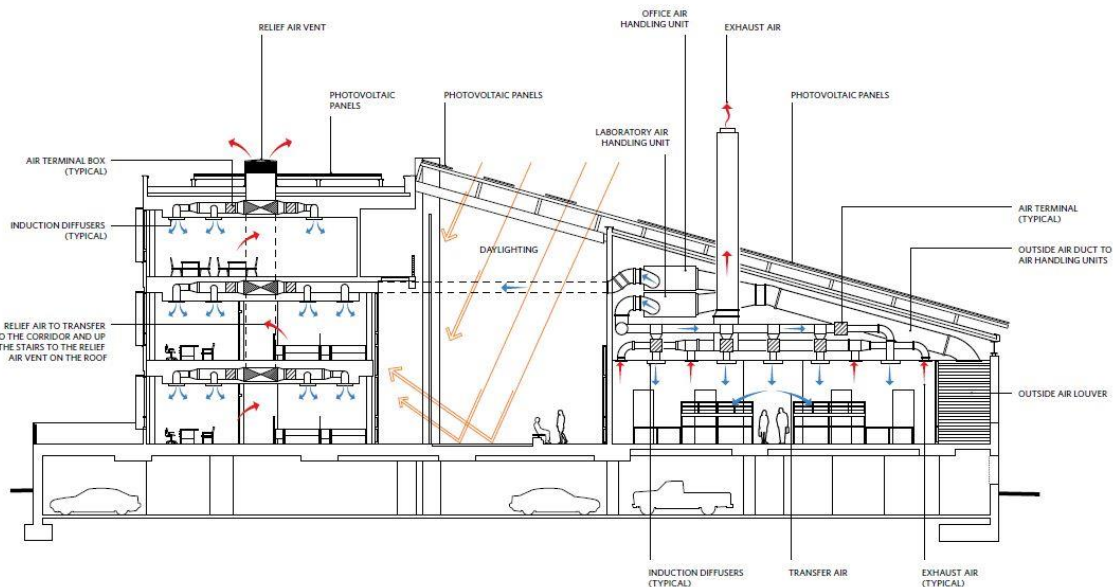 OFFICE AIR
HANDLING UNIT
RELIEF AIR VENT
EXHAUST AIR
PHOTOVOLTAIC
PANELS
PHOTOVOLTAIC PANELS
PHOTOVOLTAIC PANELS
LABORATORY AIR
HANDLING UNIT
AIR TERMINAL BOX
(TYPICAL)
AIR TERMINAL
(TYPICAL)
INDUCTION DIFFUSERS
(TYPICAL)
DAYLIGHTING
OUTSIDE AIR DUCT TO
AIR HANDLING UNITS
RELIEF AIR TO TRANSFER
O THE CORRIDOR AND UP
THE STAIRS TO THE RELIEF
AIR VENT ON THE ROOF
OUTSIDE AIR LOUVER
INDUCTION DIFFUSERS
(TYPICAL)
TRANSFER AIR
EXHAUST AIR
(TYPICAL)